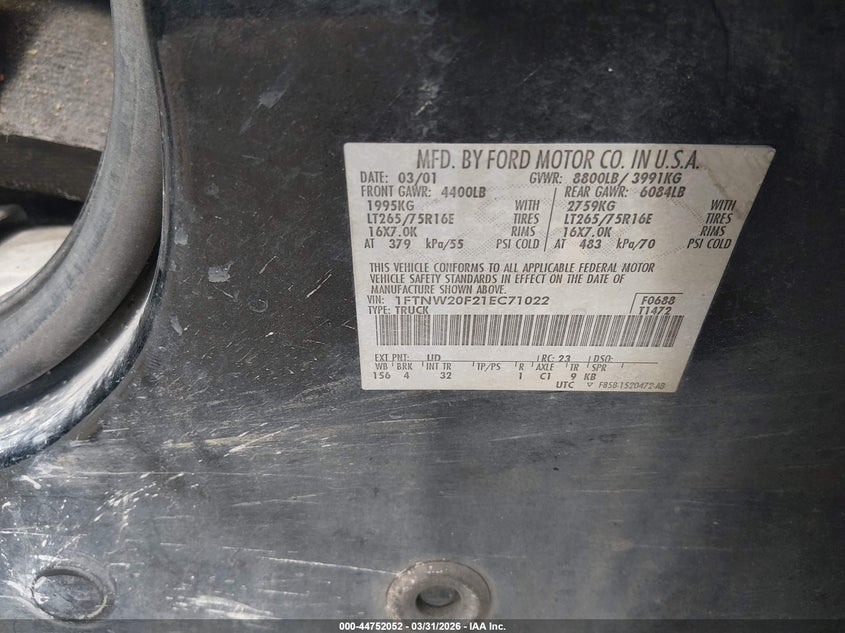 MFD. BY FORD MOTOR CO. IN U.S.A.
DATE: 03/01 GVWR: 8800LB/ 3991KG
FRONT GAWR: 4400LB REAR GAWR: 6084LB
1995KG WITH 2759KG WITH
LT265/75R16E TIRES LT265/75R16E TIRES
16X7.0K RIMS 16X7.0K RIMS
AT 379 kPa/55 PSI COLD AT 483 kPa/70 PSI COLD
THIS VEHICLE CONFORMS TO ALL APPLICABLE FEDERAL MOTOR
VEHICLE SAFETY STANDARDS IN EFFECT ON THE DATE OF
MANUFACTURE SHOWN ABOVE.
VIN: 1FTNW20F21EC71022 F0688
TYPE: TRUCK T1472
EXT PNT: UD RC: 23 DSO:
WB BRK INT TR TP/PS R AXLE TR SPR
156 4 32 1 C1 9 KB
UTC F85B-1520472-AB
000-44752052 - 03/31/2026 - IAA Inc.